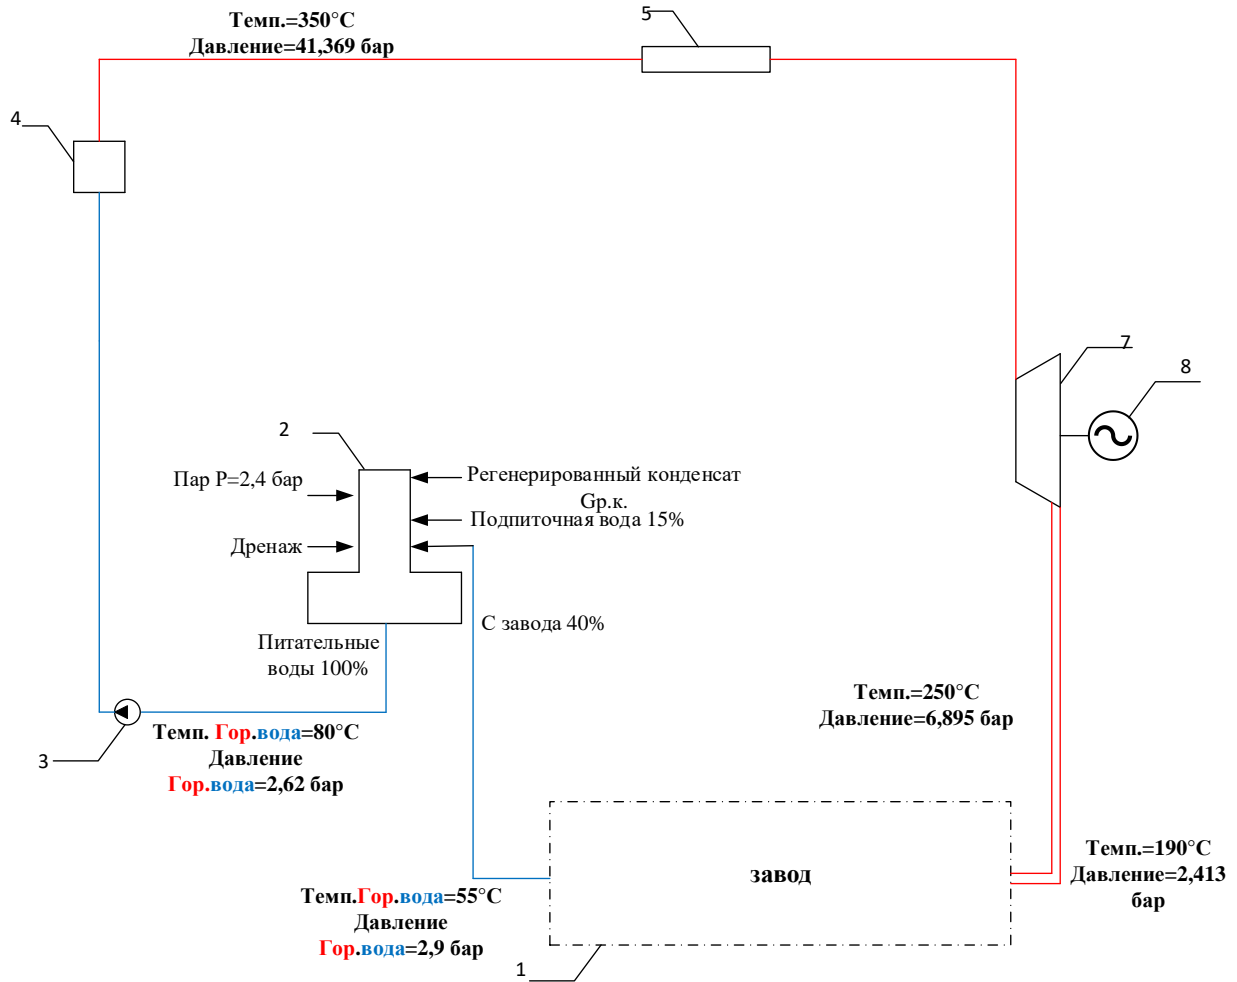 Темп.=350°C
Давление=41,369 бар
5
4
7
8
2
Пар P=2,4 бар
Регенерированный конденсат
Gр.к.
Подпиточная вода 15%
Дренаж
С завода 40%
Питательные
воды 100%
Темп. Гор.вода=80°C
Давление
Гор.вода=2,62 бар
3
Темп.=250°C
Давление=6,895 бар
завод
Темп.=190°C
Давление=2,413
бар
Темп.Гор.вода=55°C
Давление
Гор.вода=2,9 бар
1